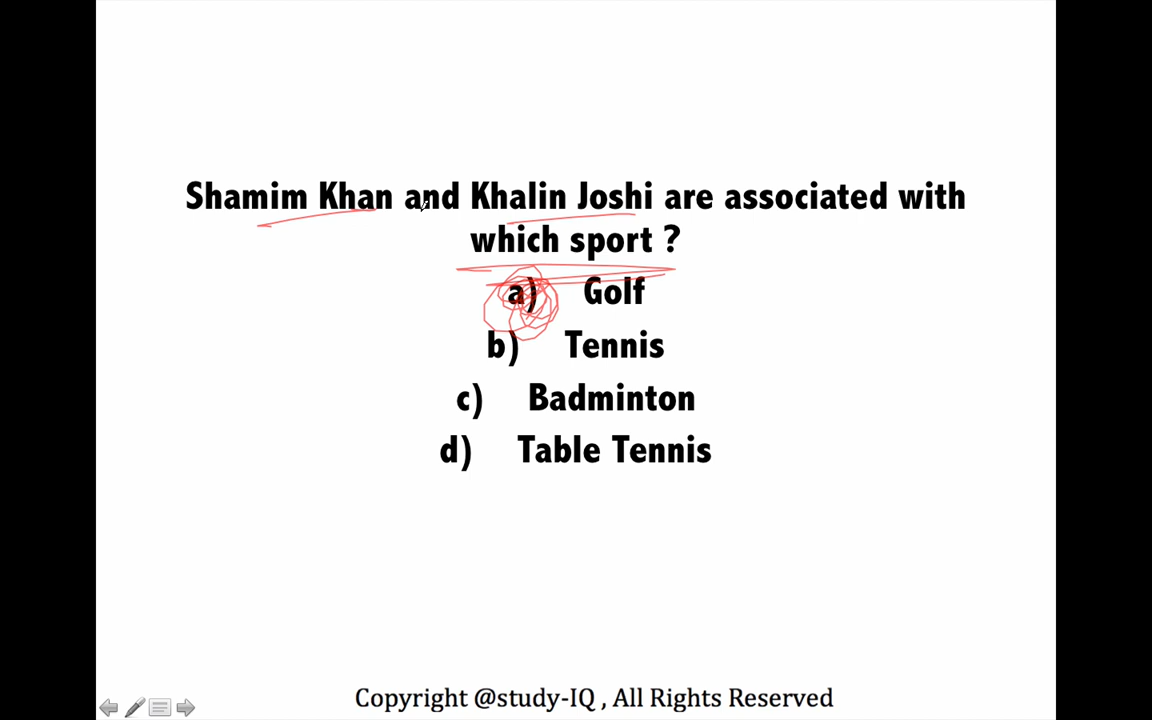 Shamim Khan and Khalin Joshi are associated with
which sport ?
a) Golf
b) Tennis
c) Badminton
d) Table Tennis
Copyright @study-IQ , All Rights Reserved